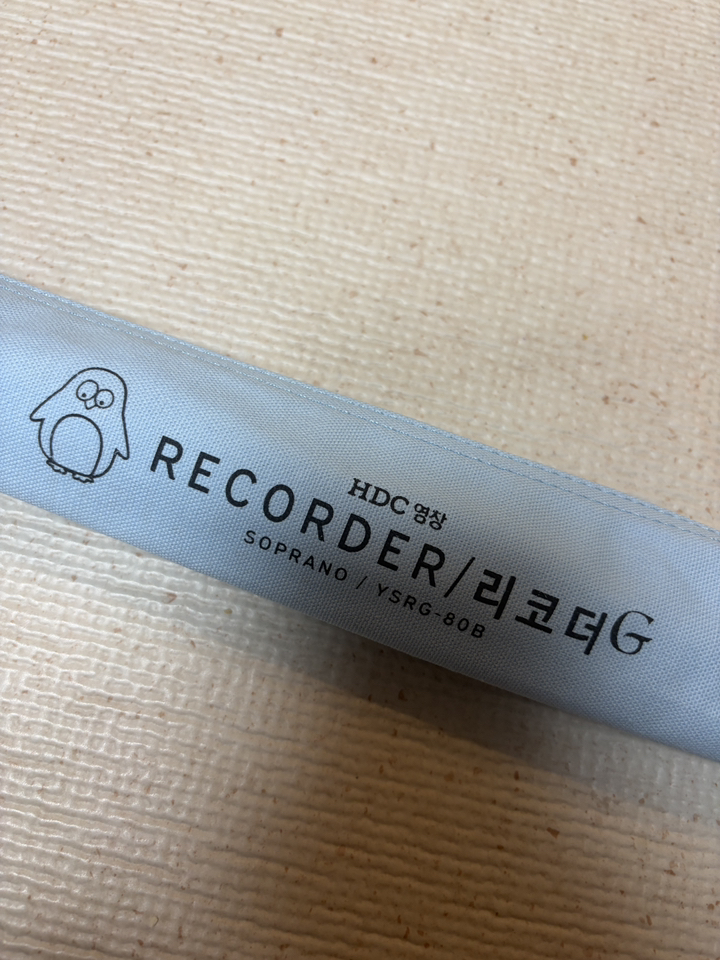 HDC 영창
RECORDER/리코더G
SOPRANO / YSRG-80B